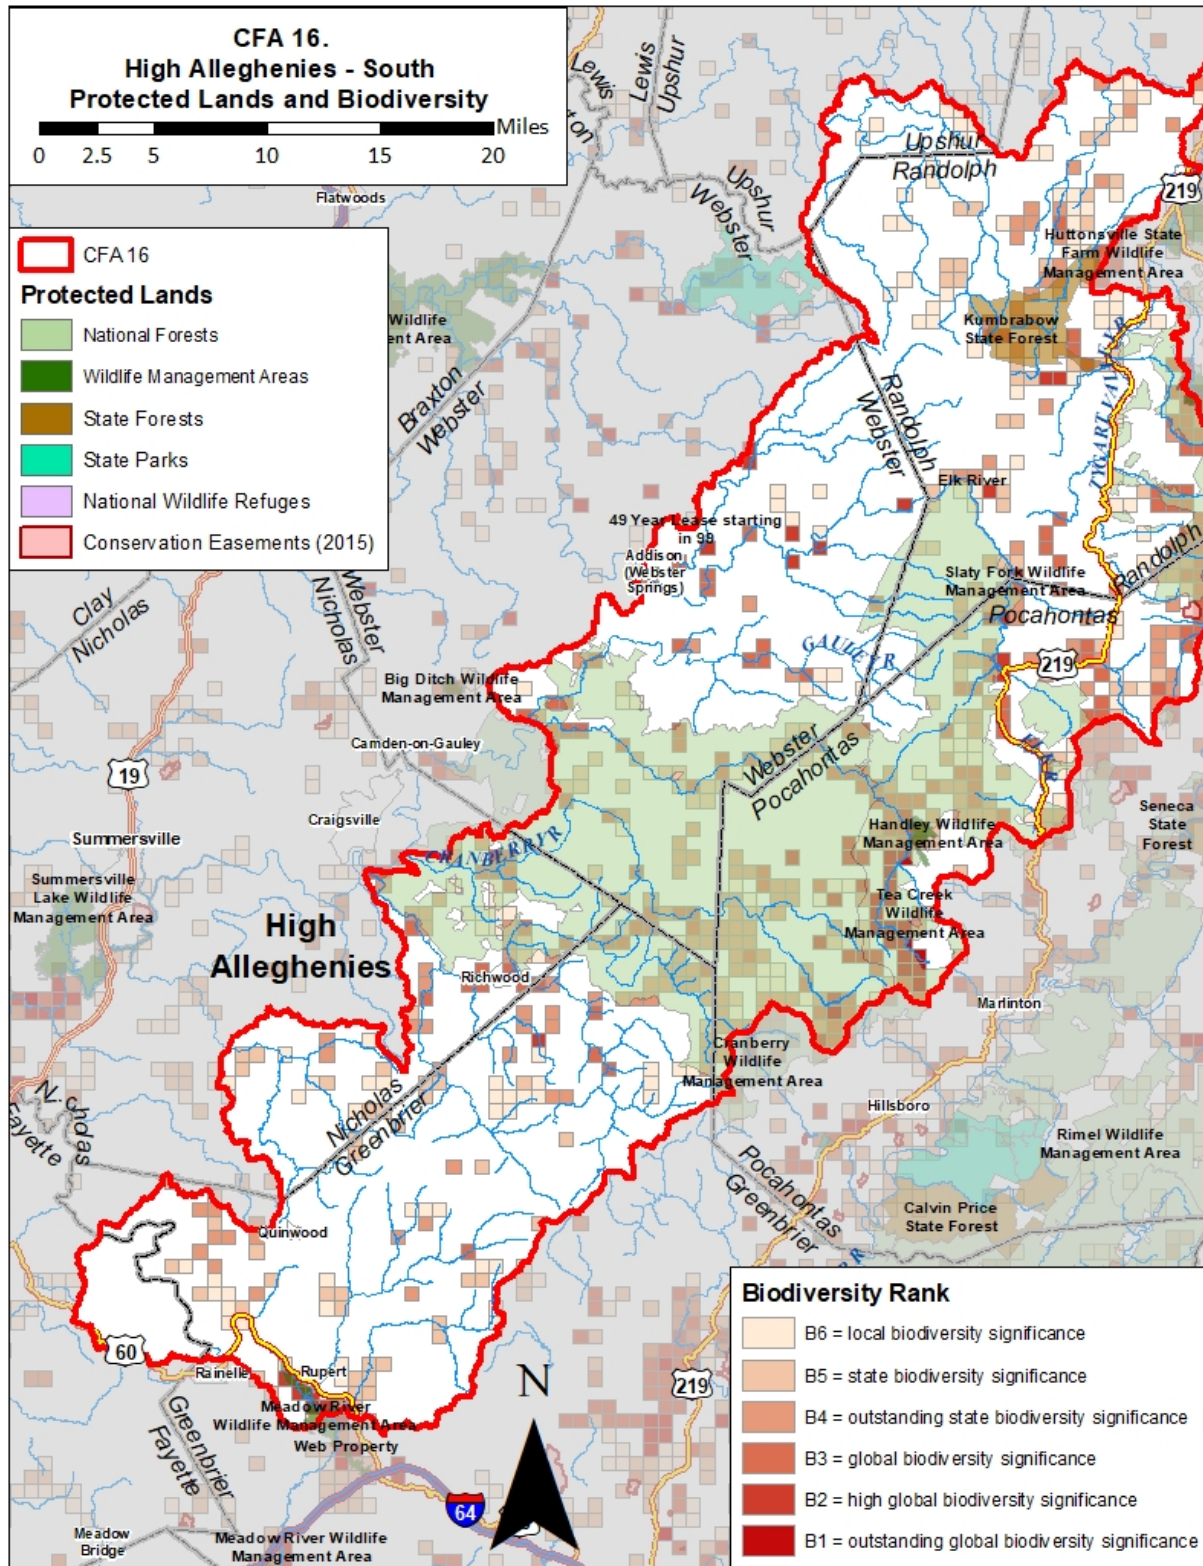 CFA 16.
High Alleghenies - South
Protected Lands and Biodiversity
Miles
0 2.5 5 10 15 20
CFA 16
Protected Lands
National Forests
Wildlife Management Areas
State Forests
State Parks
National Wildlife Refuges
Conservation Easements (2015)
Lewis
Upshur
Lewis
Flatwoods
Upshur
Webster
Upshur
Randolph
219
Huttonsville State
Farm Wildlife
Management Area
Kumbrabow
State Forest
Wildlife
ent Area
Braxton
Webster
Randolph
Webster
TYGART VALLEY R
Elk River
49 Year Lease starting
in 99
Addison
(Webster
Springs)
Slaty Fork Wildlife
Management Area
Randolph
Pocahontas
Clay
Nicholas
Webster
Nicholas
GAULEY R
219
Big Ditch Wildlife
Management Area
Camden-on-Gauley
Webster
Pocahontas
ELK R
19
Craigsville
Summersville
CRANBERRY R
Handley Wildlife
Management Area
Seneca
State
Forest
Summersville
Lake Wildlife
Management Area
High
Alleghenies
Tea Creek
Wildlife
Management Area
Richwood
Marlinton
Cranberry
Wildlife
Management Area
Nicholas
Fayette
Nicholas
Greenbrier
Hillsboro
Rimel Wildlife
Management Area
Pocahontas
Greenbrier
Calvin Price
State Forest
Quinwood
R
60
Rainelle
Rupert
Meadow River
Wildlife Management Area
Web Property
Greenbrier
Fayette
N
219
64
Meadow
Bridge
Meadow River Wildlife
Management Area
Biodiversity Rank
B6 = local biodiversity significance
B5 = state biodiversity significance
B4 = outstanding state biodiversity significance
B3 = global biodiversity significance
B2 = high global biodiversity significance
B1 = outstanding global biodiversity significance